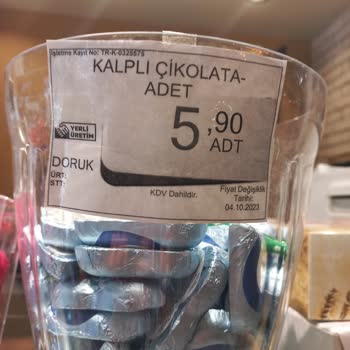 İşletme Kayıt No: TR-K-0325575
KALPLİ ÇİKOLATA-
ADET
5,90
ADT
YERLİ
ÜRETİM
DORUK
ÜRT:
STT:
KDV Dahildir.
Fiyat Değişiklik
Tarihi:
04.10.2023